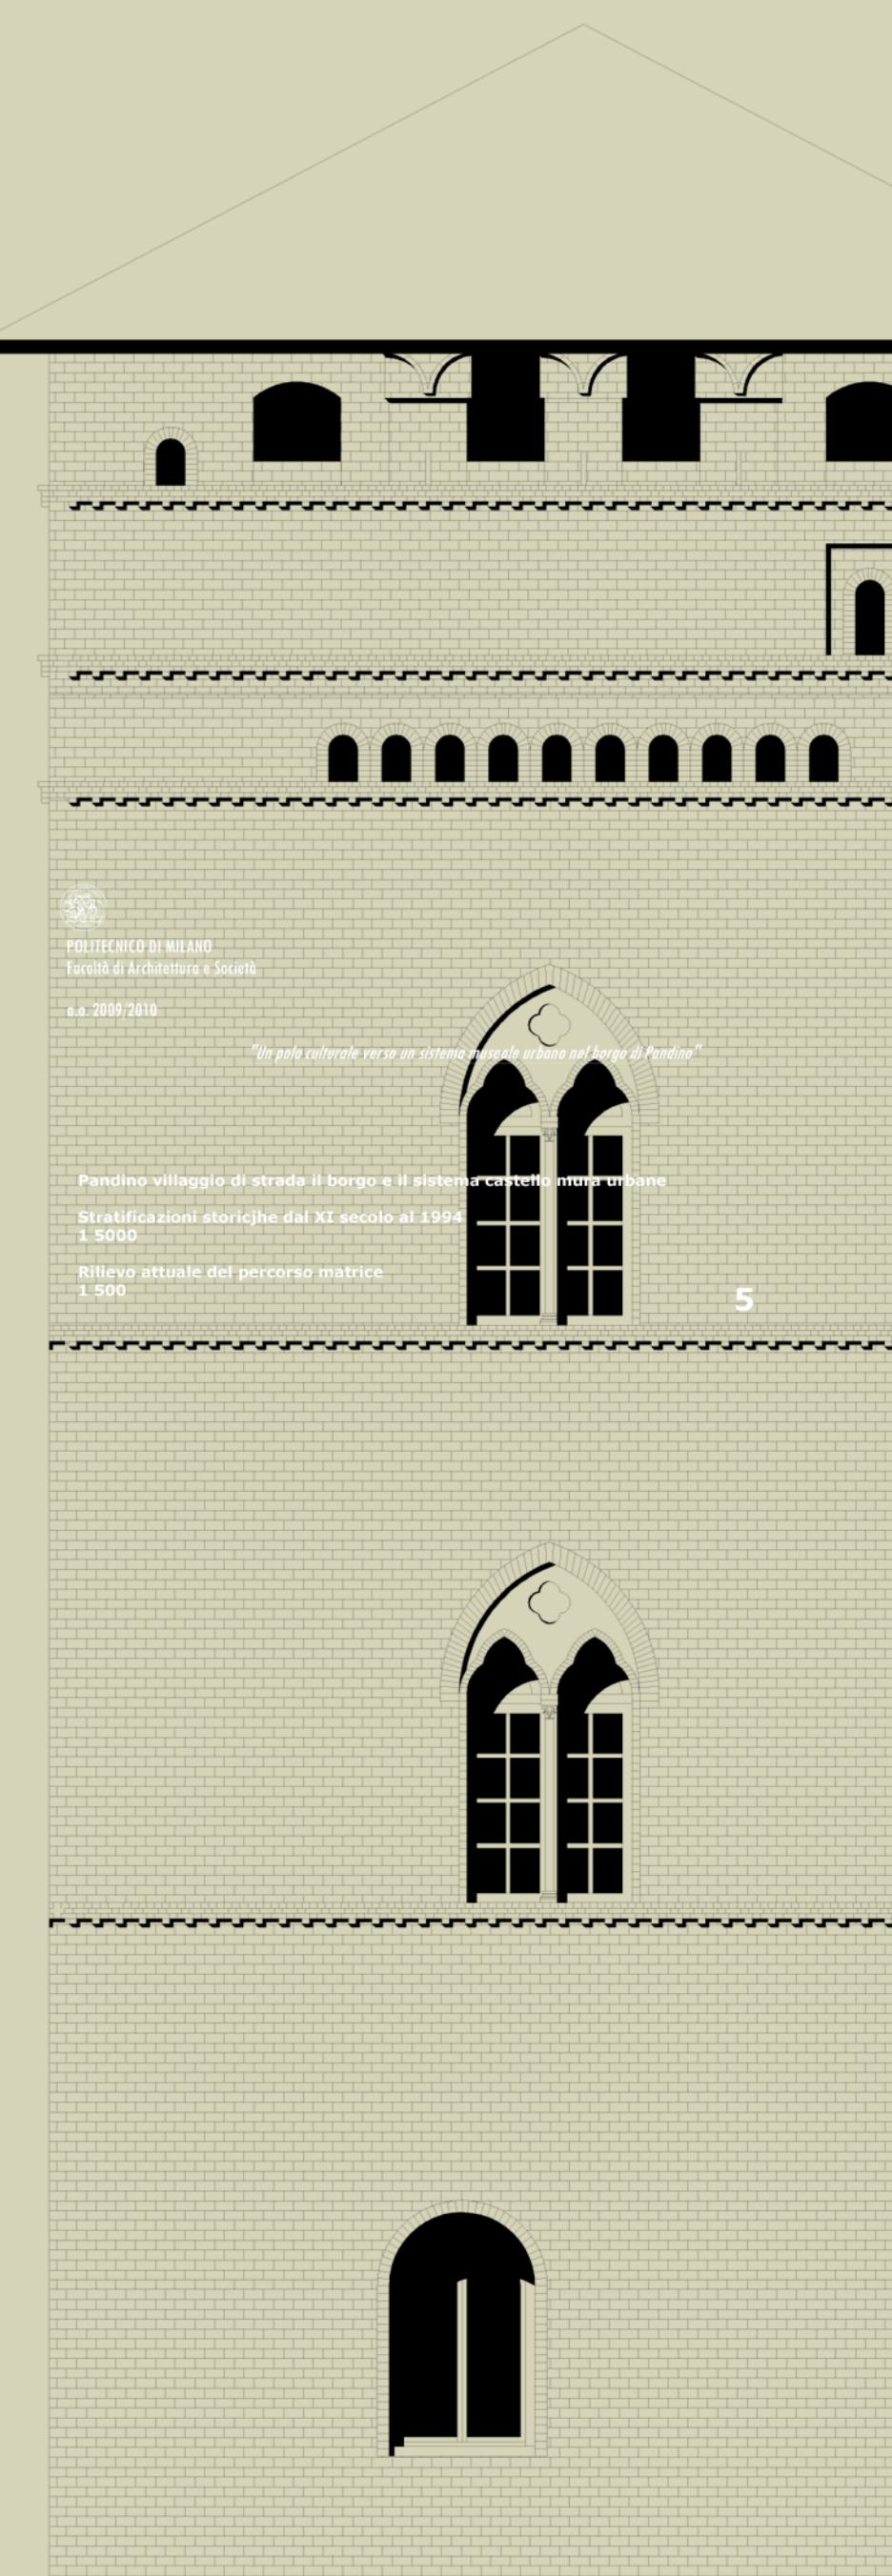 POLITECNICO DI MILANO
Facoltà di Architettura e Società
a.a. 2009/2010
"Un polo culturale verso un sistema museale urbano nel borgo di Pandino"
Pandino villaggio di strada il borgo e il sistema castello mura urbane
Stratificazioni storicjhe dal XI secolo al 1994
1 5000
Rilievo attuale del percorso matrice
1 500
5